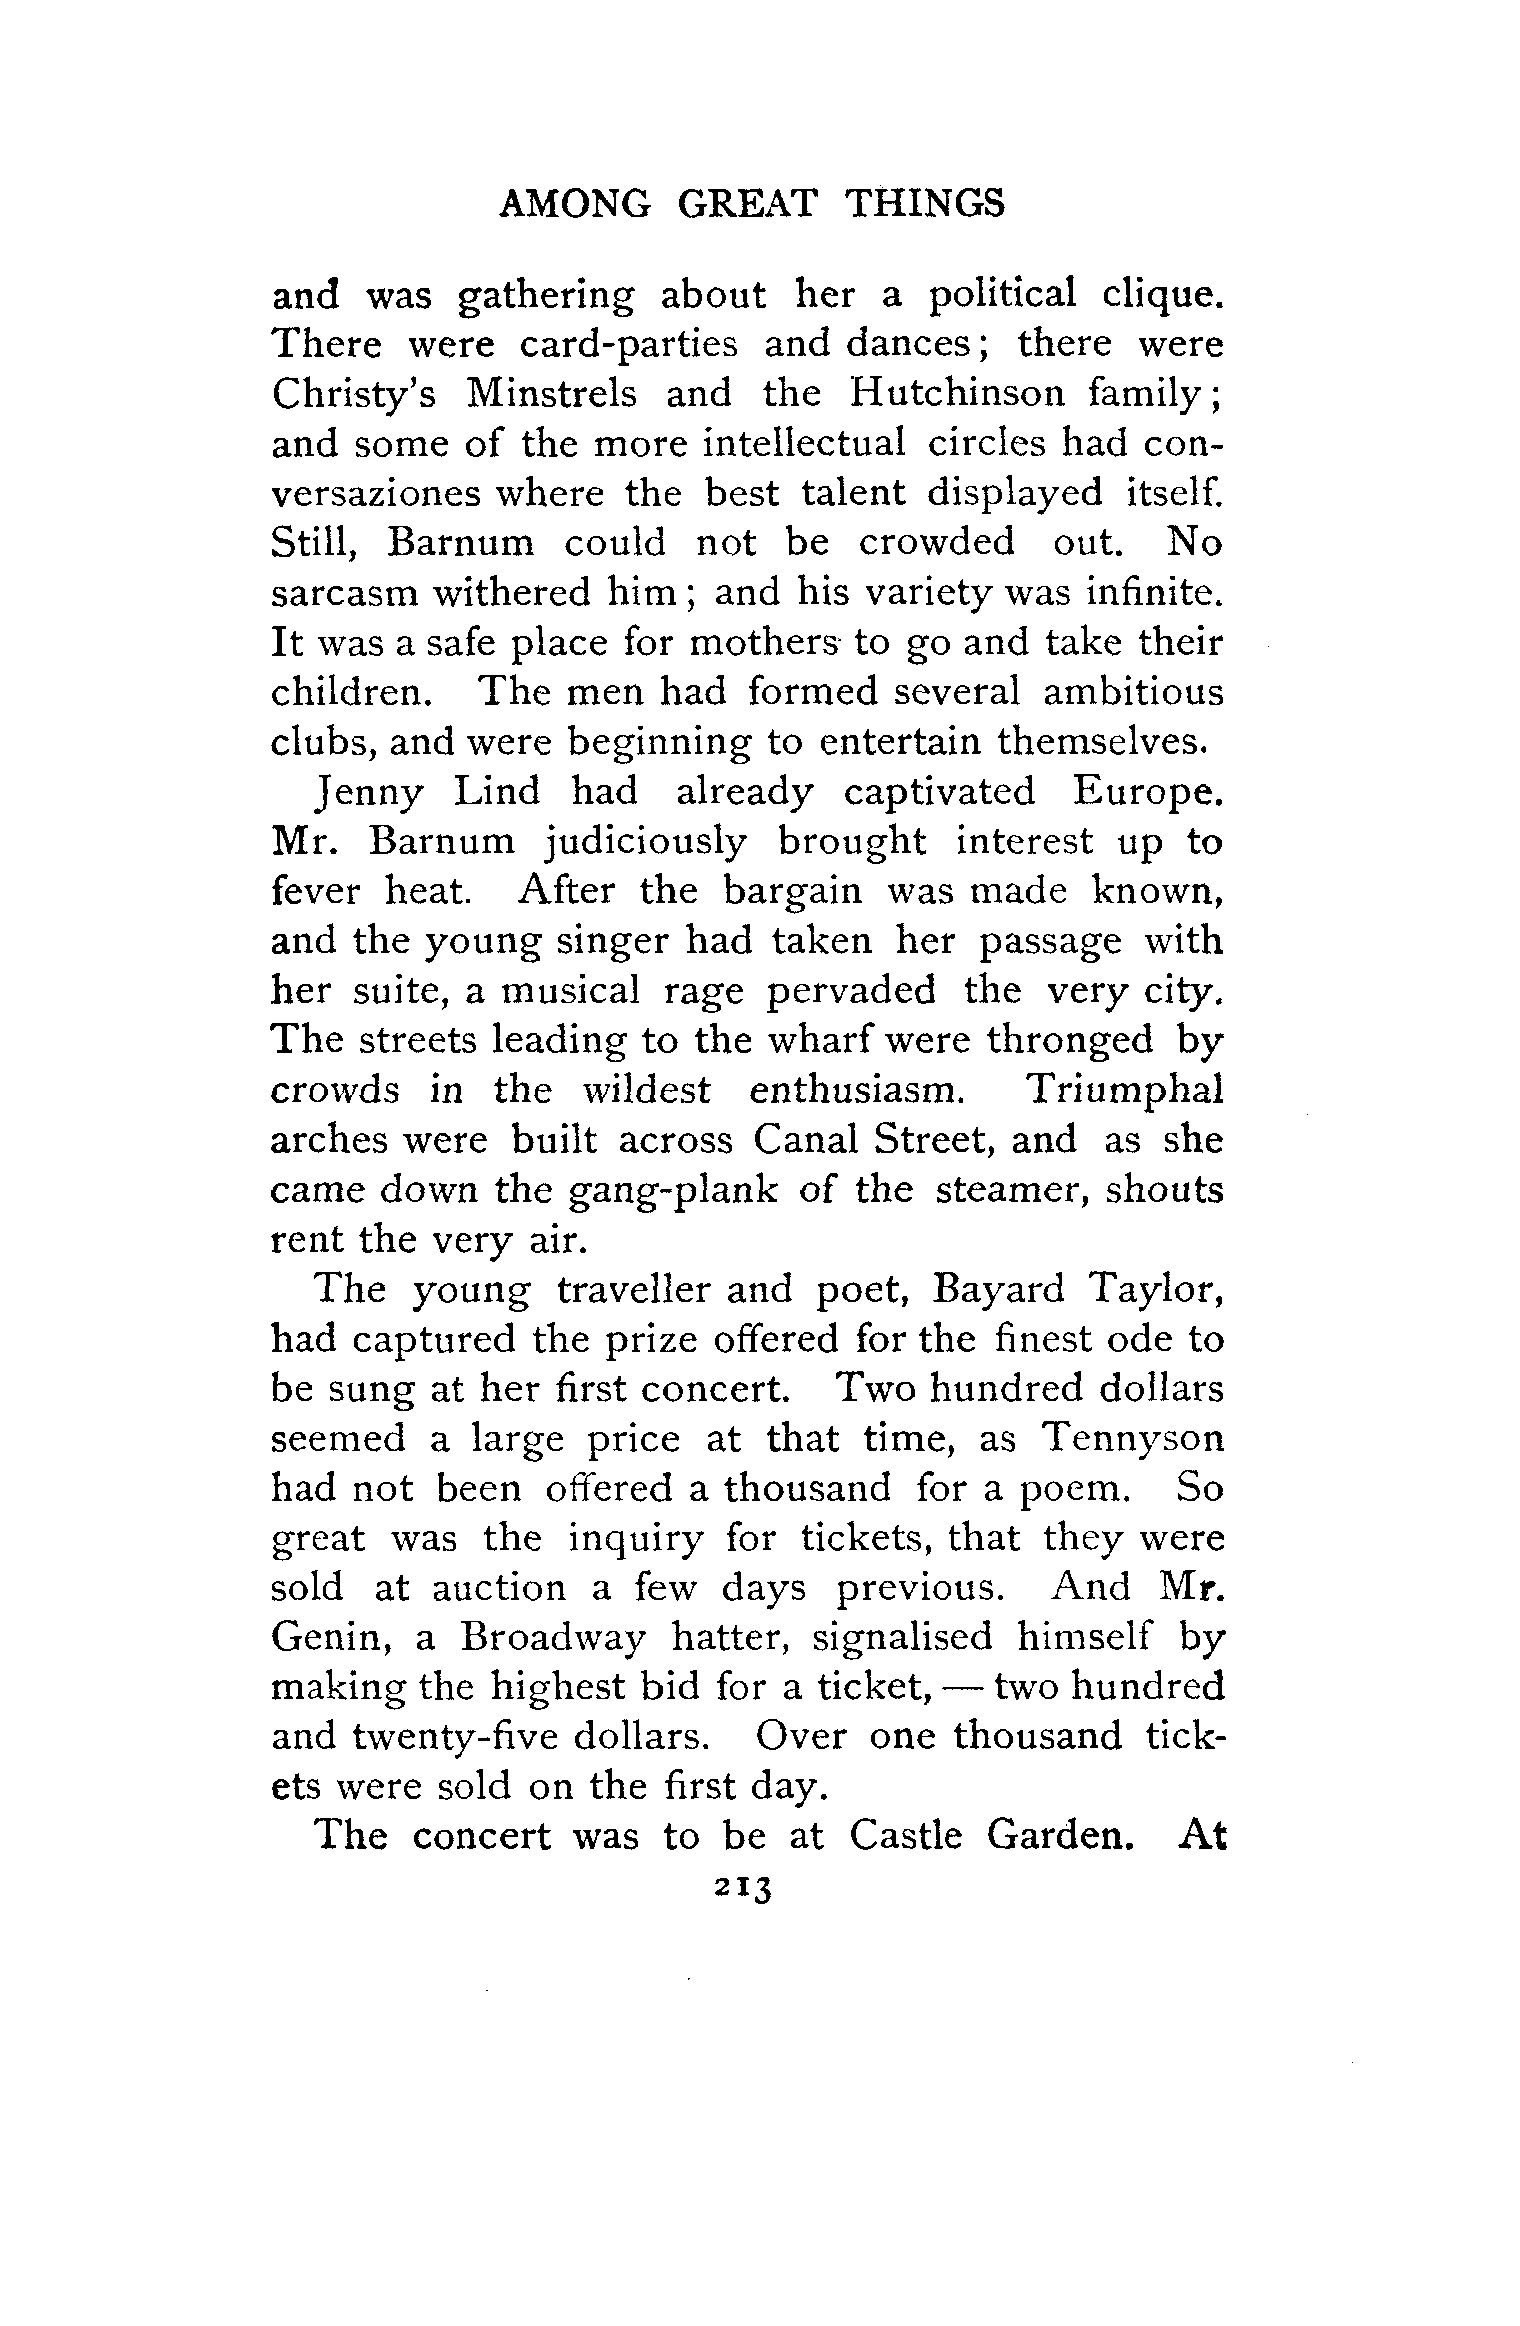 AMONG GREAT THINGS
and was gathering about her a political clique.
There were card-parties and dances; there were
Christy's Minstrels and the Hutchinson family;
and some of the more intellectual circles had con-
versaziones where the best talent displayed itself.
Still, Barnum could not be crowded out. No
sarcasm withered him; and his variety was infinite.
It was a safe place for mothers to go and take their
children. The men had formed several ambitious
clubs, and were beginning to entertain themselves.
Jenny Lind had already captivated Europe.
Mr. Barnum judiciously brought interest up to
fever heat. After the bargain was made known,
and the young singer had taken her passage with
her suite, a musical rage pervaded the very city.
The streets leading to the wharf were thronged by
crowds in the wildest enthusiasm. Triumphal
arches were built across Canal Street, and as she
came down the gang-plank of the steamer, shouts
rent the very air.
The young traveller and poet, Bayard Taylor,
had captured the prize offered for the finest ode to
be sung at her first concert. Two hundred dollars
seemed a large price at that time, as Tennyson
had not been offered a thousand for a poem. So
great was the inquiry for tickets, that they were
sold at auction a few days previous. And Mr.
Genin, a Broadway hatter, signalised himself by
making the highest bid for a ticket, — two hundred
and twenty-five dollars. Over one thousand tick-
ets were sold on the first day.
The concert was to be at Castle Garden. At
213